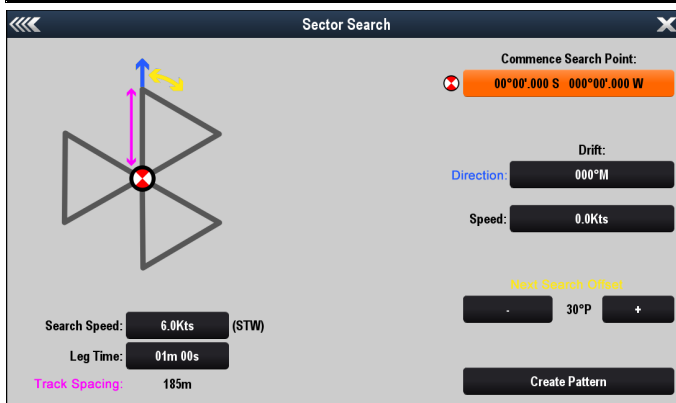 Sector Search
Commence Search Point:
00°00'.000 S 000°00'.000 W
Drift:
Direction: 000°M
Speed: 0.0Kts
Next Search Offset
- 30°P +
Search Speed: 6.0Kts (STW)
Leg Time: 01m 00s
Track Spacing: 185m
Create Pattern